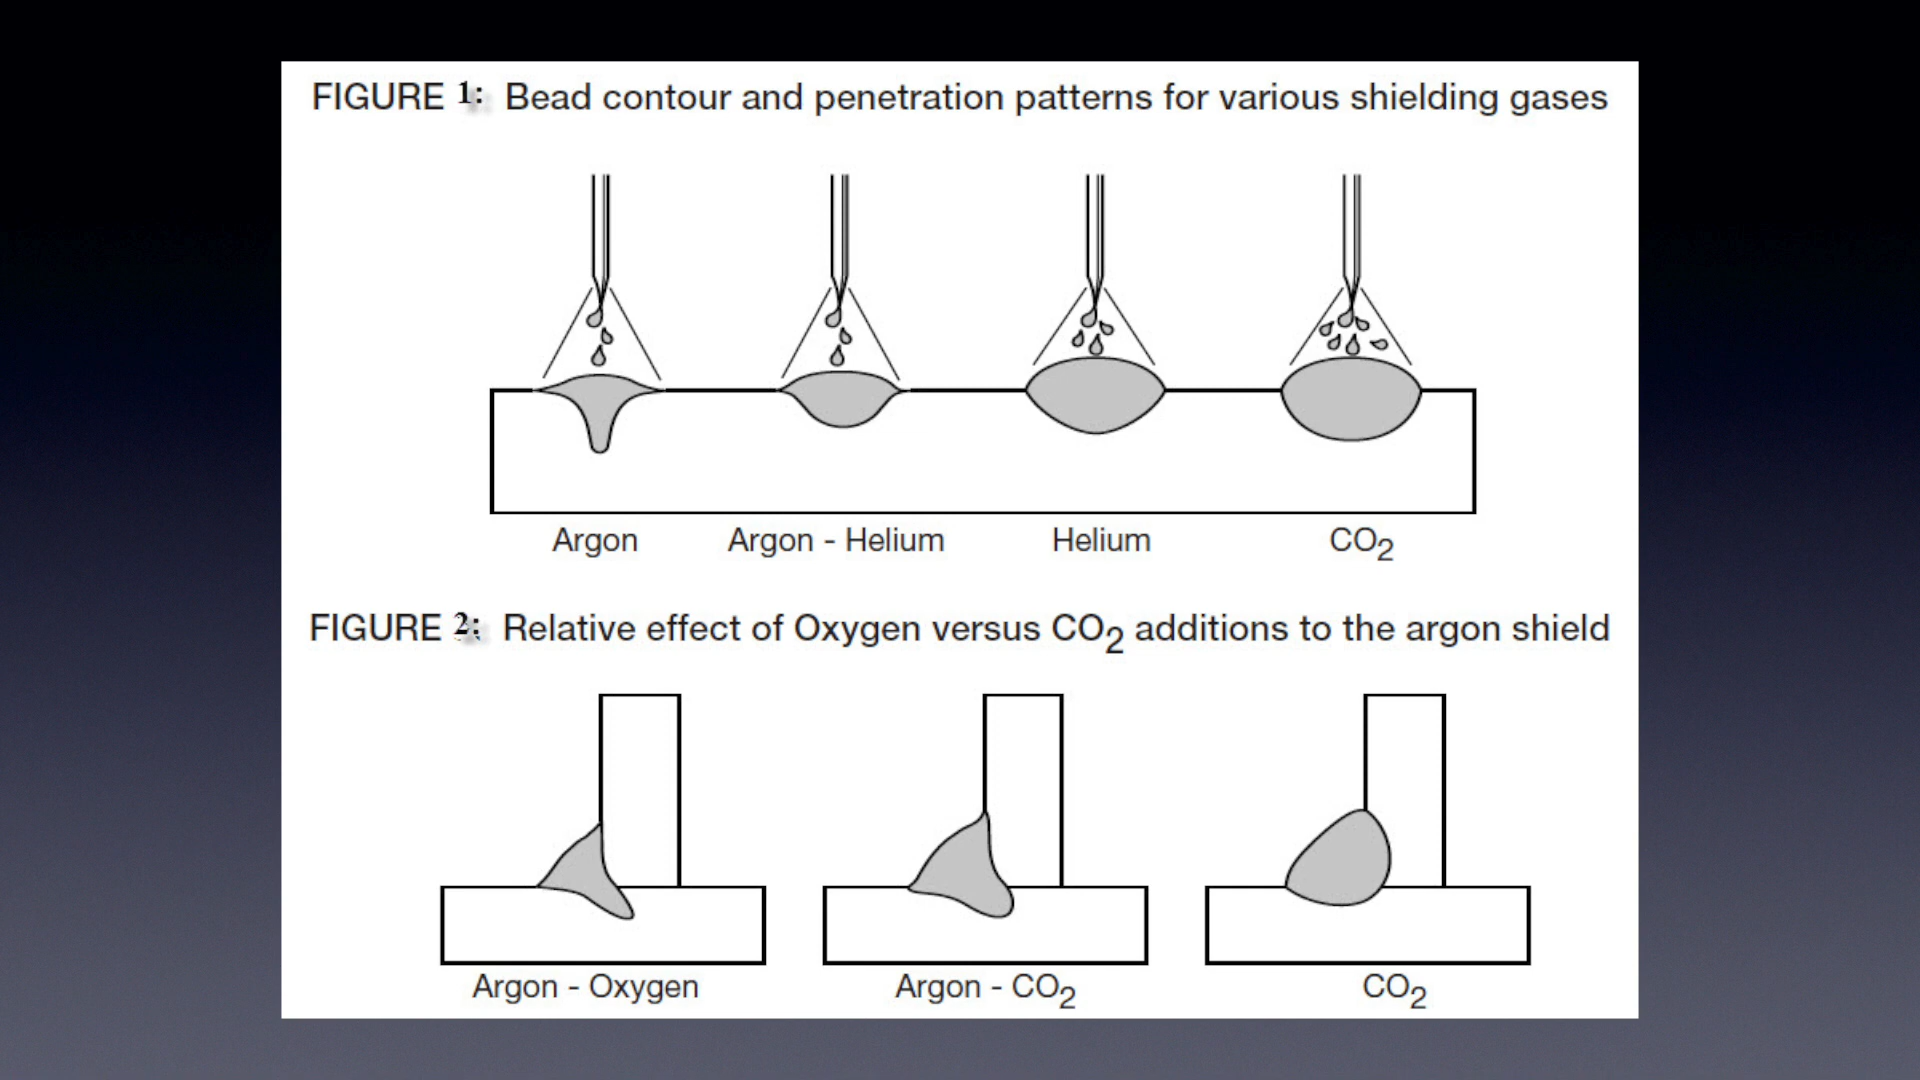 FIGURE 1: Bead contour and penetration patterns for various shielding gases
Argon
Argon - Helium
Helium
CO2
FIGURE 2: Relative effect of Oxygen versus CO2 additions to the argon shield
Argon - Oxygen
Argon - CO2
CO2